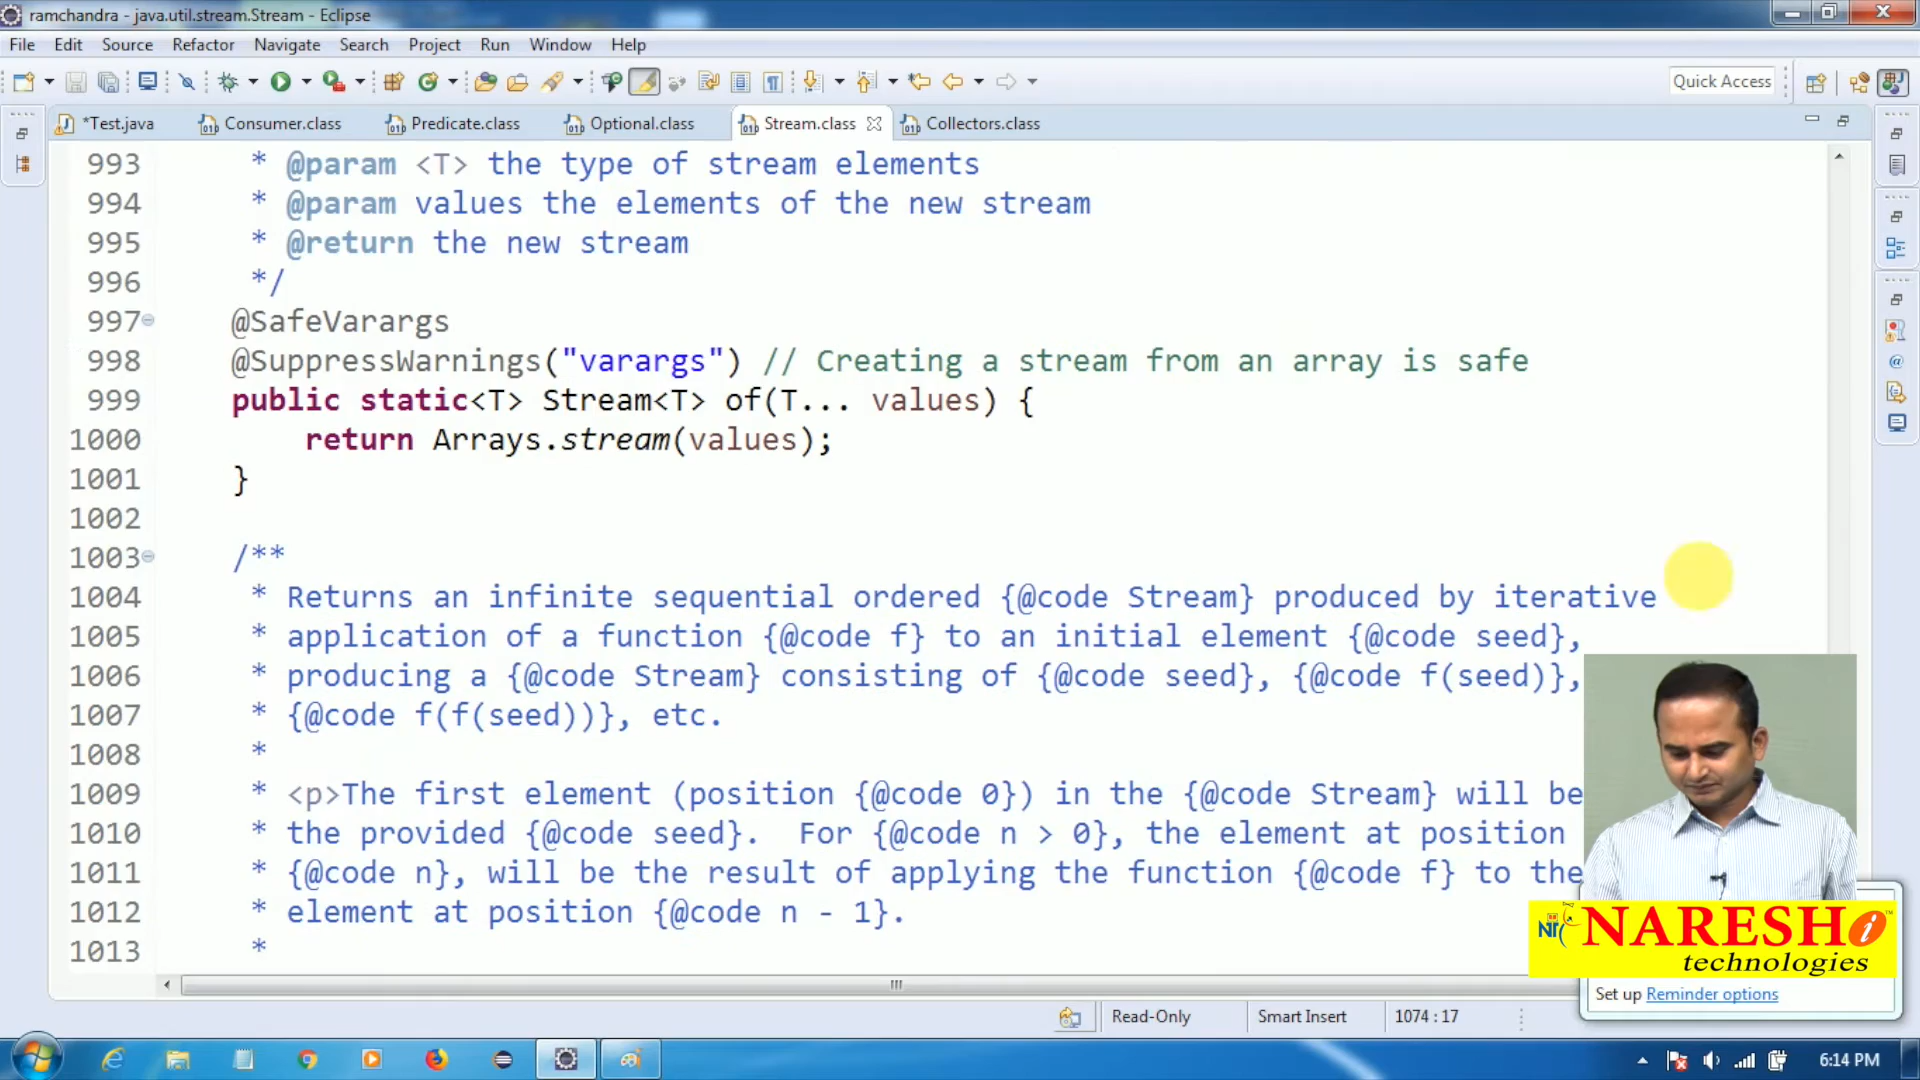 ramchandra - java.util.stream.Stream - Eclipse
File Edit Source Refactor Navigate Search Project Run Window Help
Quick Access
*Test.java Consumer.class Predicate.class Optional.class Stream.class Collectors.class
993 * @param <T> the type of stream elements
994 * @param values the elements of the new stream
995 * @return the new stream
996 */
997 @SafeVarargs
998 @SuppressWarnings("varargs") // Creating a stream from an array is safe
999 public static<T> Stream<T> of(T... values) {
1000 return Arrays.stream(values);
1001 }
1002
1003 /**
1004 * Returns an infinite sequential ordered {@code Stream} produced by iterative
1005 * application of a function {@code f} to an initial element {@code seed},
1006 * producing a {@code Stream} consisting of {@code seed}, {@code f(seed)},
1007 * {@code f(f(seed))}, etc.
1008 *
1009 * <p>The first element (position {@code 0}) in the {@code Stream} will be
1010 * the provided {@code seed}.  For {@code n > 0}, the element at position
1011 * {@code n}, will be the result of applying the function {@code f} to the
1012 * element at position {@code n - 1}.
1013 *
NARESH i
technologies
Set up Reminder options
Read-Only Smart Insert 1074 : 17
6:14 PM